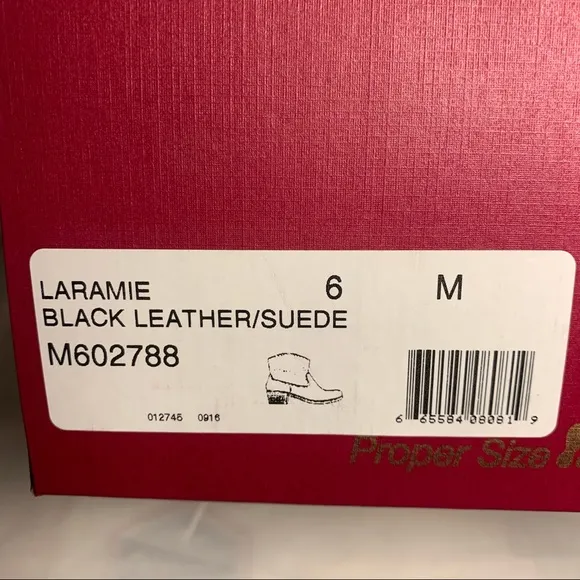 LARAMIE 6 M
BLACK LEATHER/SUEDE
M602788
012745 0916
6 65584 08081 9
Proper Size